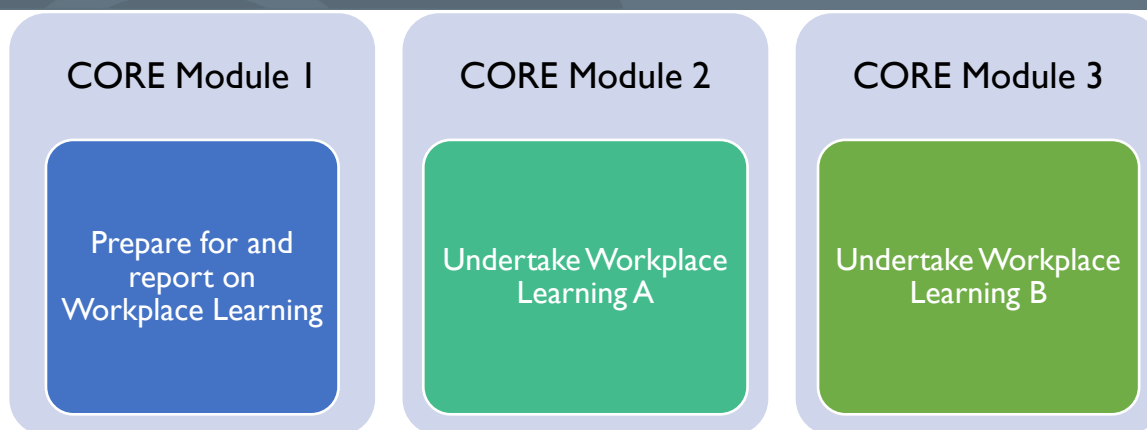 CORE Module 1
Prepare for and
report on
Workplace Learning
CORE Module 2
Undertake Workplace
Learning A
CORE Module 3
Undertake Workplace
Learning B